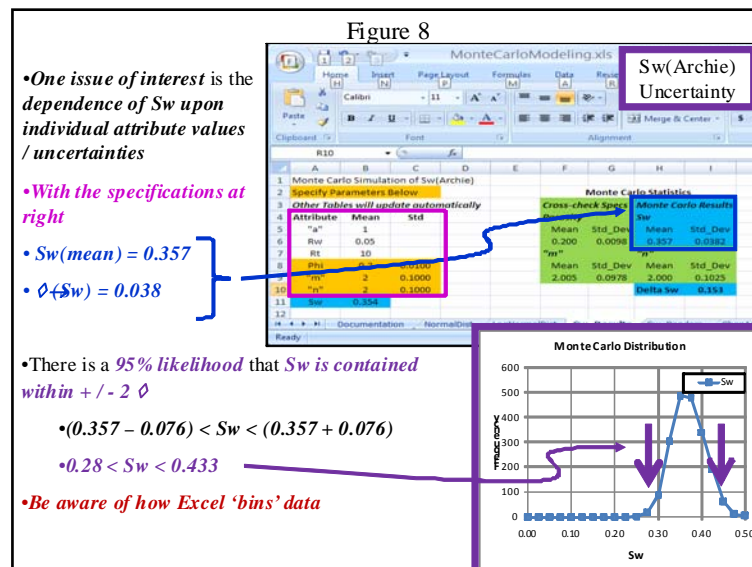 Figure 8
•One issue of interest is the
dependence of Sw upon
individual attribute values
/ uncertainties
•With the specifications at
right
• Sw(mean) = 0.357
• ◊(Sw) = 0.038
MonteCarloModeling.xls
Sw(Archie)
Uncertainty
1 2
Home Insert Page Layout Formulas Data Review
H N P M A R
Paste
Calibri 11 A A
B I U A
Merge & Center $
Clipboard Font Alignment
R10 fx
A B C D E F G H I
1 Monte Carlo Simulation of Sw(Archie)
2 Specify Parameters Below Monte Carlo Statistics
3 Other Tables will update automatically Cross-check Specs Monte Carlo Results
4 Attribute Mean Std Sw
5 "a" 1 Mean Std_Dev Mean Std_Dev
6 Rw 0.05 0.200 0.0098 0.357 0.0382
7 Rt 10 "m" "n"
8 Phi 0.2 0.0100 Mean Std_Dev Mean Std_Dev
9 "m" 2 0.1000 2.005 0.0978 2.000 0.1025
10 "n" 2 0.1000 Delta Sw 0.153
11 Sw 0.354
12
Documentation
Ready
•There is a 95% likelihood that Sw is contained
within + / - 2 ◊
•(0.357 – 0.076) < Sw < (0.357 + 0.076)
•0.28 < Sw < 0.433
•Be aware of how Excel ‘bins’ data
Monte Carlo Distribution
Sw
600
500
400
300
200
100
0
0.00 0.10 0.20 0.30 0.40 0.50
Sw